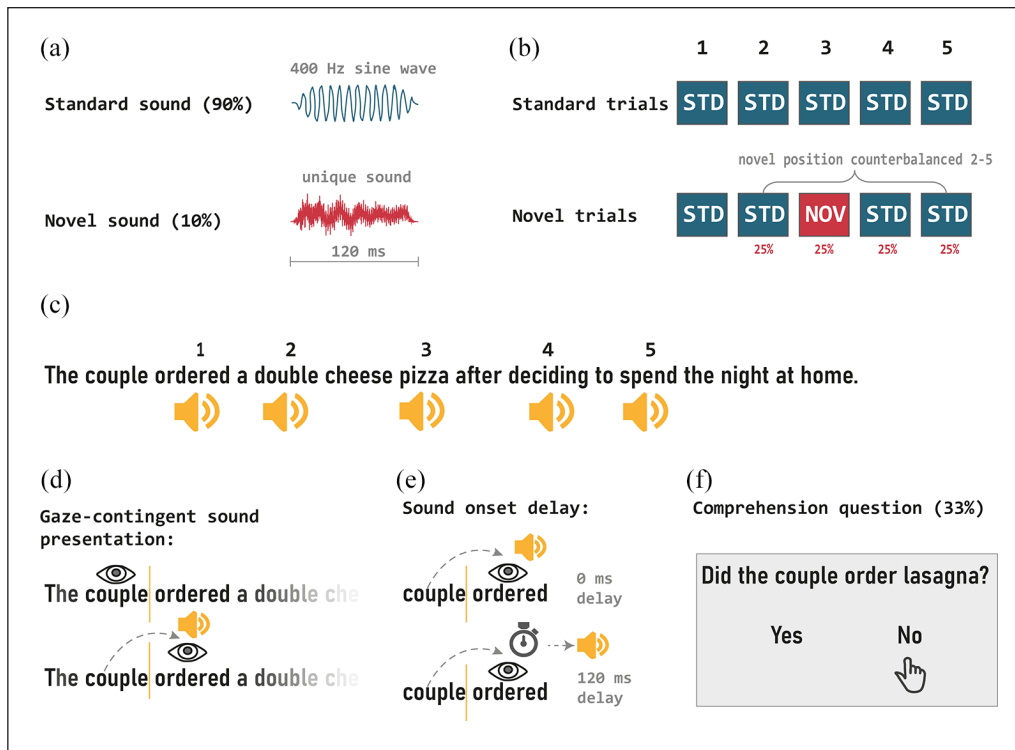 (a)
400 Hz sine wave
Standard sound (90%)
unique sound
Novel sound (10%)
120 ms
(b)
1 2 3 4 5
Standard trials STD STD STD STD STD
novel position counterbalanced 2-5
Novel trials STD STD NOV STD STD
25% 25% 25% 25%
(c)
1 2 3 4 5
The couple ordered a double cheese pizza after deciding to spend the night at home.
(d)
Gaze-contingent sound
presentation:
The couple ordered a double che
The couple ordered a double che
(e)
Sound onset delay:
0 ms
delay
couple ordered
120 ms
delay
couple ordered
(f)
Comprehension question (33%)
Did the couple order lasagna?
Yes No